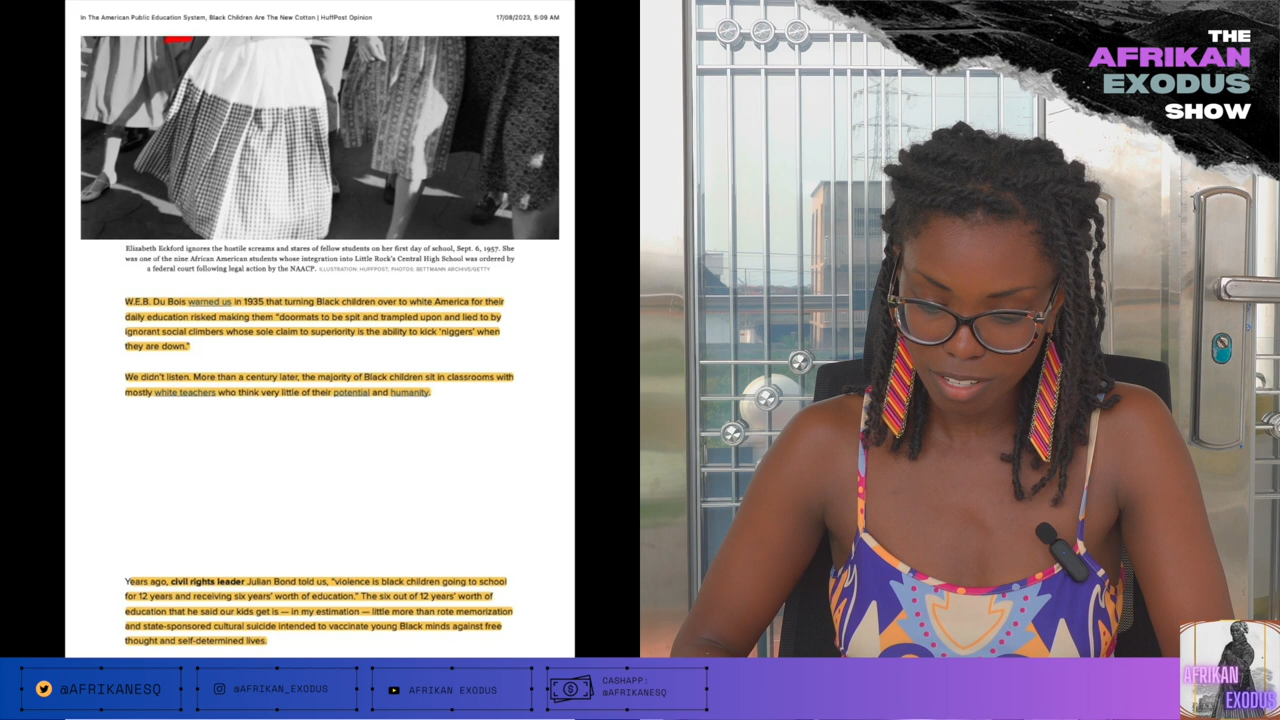 In The American Public Education System, Black Children Are The New Cotton | HuffPost Opinion
17/08/2023, 5:09 AM
Elizabeth Eckford ignores the hostile screams and stares of fellow students on her first day of school, Sept. 6, 1957. She
was one of the nine African American students whose integration into Little Rock's Central High School was ordered by
a federal court following legal action by the NAACP. ILLUSTRATION: HUFFPOST; PHOTOS: BETTMANN ARCHIVE/GETTY
W.E.B. Du Bois warned us in 1935 that turning Black children over to white America for their
daily education risked making them "doormats to be spit and trampled upon and lied to by
ignorant social climbers whose sole claim to superiority is the ability to kick 'niggers' when
they are down."
We didn't listen. More than a century later, the majority of Black children sit in classrooms with
mostly white teachers who think very little of their potential and humanity.
Years ago, civil rights leader Julian Bond told us, "violence is black children going to school
for 12 years and receiving six years' worth of education." The six out of 12 years' worth of
education that he said our kids get is — in my estimation — little more than rote memorization
and state-sponsored cultural suicide intended to vaccinate young Black minds against free
thought and self-determined lives.
THE
AFRIKAN
EXODUS
SHOW
@AFRIKANESQ
@AFRIKAN_EXODUS
AFRIKAN EXODUS
CASHAPP:
@AFRIKANESQ
AFRIKAN
EXODUS